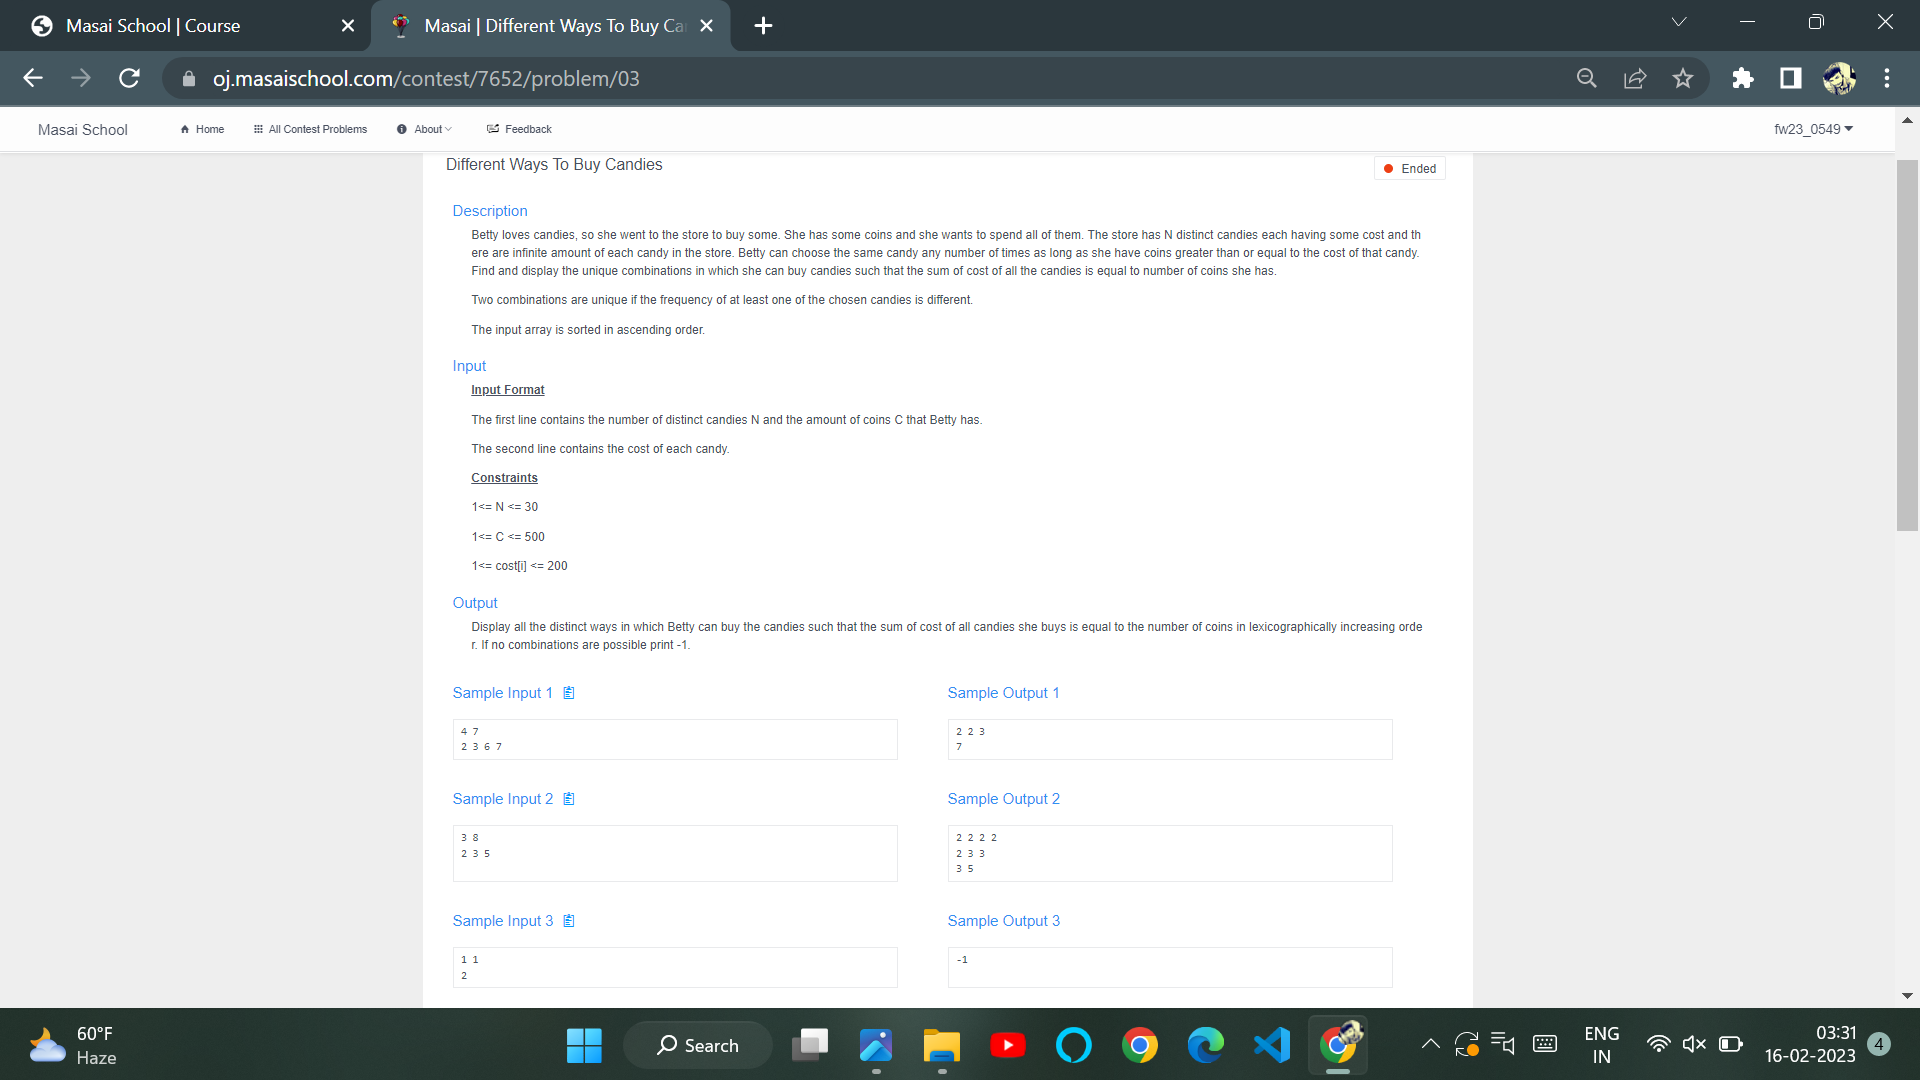 Masai School | Course
Masai | Different Ways To Buy Ca
oj.masaischool.com/contest/7652/problem/03
Masai School
Home
All Contest Problems
About
Feedback
fw23_0549
Different Ways To Buy Candies
Ended
Description
Betty loves candies, so she went to the store to buy some. She has some coins and she wants to spend all of them. The store has N distinct candies each having some cost and th
ere are infinite amount of each candy in the store. Betty can choose the same candy any number of times as long as she have coins greater than or equal to the cost of that candy.
Find and display the unique combinations in which she can buy candies such that the sum of cost of all the candies is equal to number of coins she has.
Two combinations are unique if the frequency of at least one of the chosen candies is different.
The input array is sorted in ascending order.
Input
Input Format
The first line contains the number of distinct candies N and the amount of coins C that Betty has.
The second line contains the cost of each candy.
Constraints
1<= N <= 30
1<= C <= 500
1<= cost[i] <= 200
Output
Display all the distinct ways in which Betty can buy the candies such that the sum of cost of all candies she buys is equal to the number of coins in lexicographically increasing orde
r. If no combinations are possible print -1.
Sample Input 1
Sample Output 1
4 7
2 3 6 7
2 2 3
7
Sample Input 2
Sample Output 2
3 8
2 3 5
2 2 2 2
2 3 3
3 5
Sample Input 3
Sample Output 3
1 1
2
-1
60°F
Haze
Search
ENG
IN
03:31
16-02-2023
4